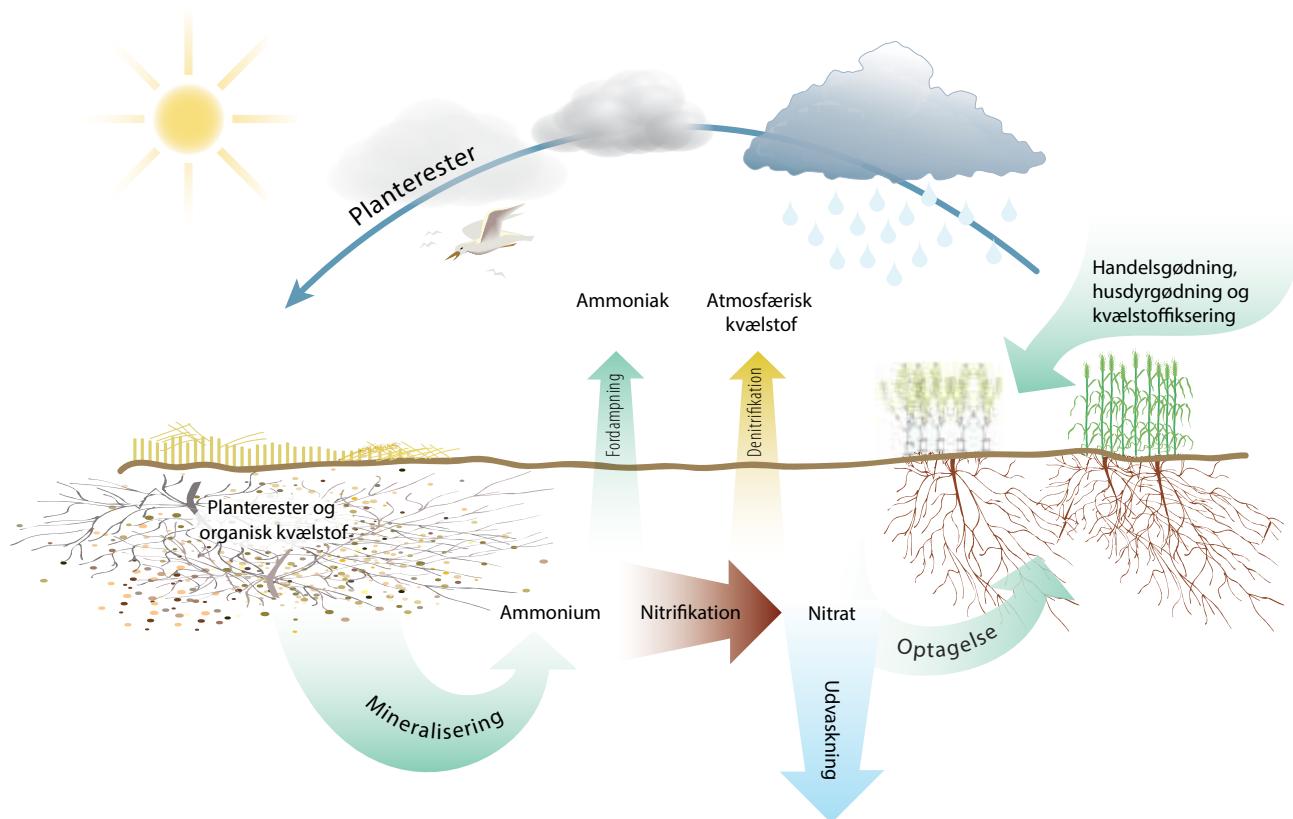 Planterester
Handelsgødning,
husdyrgødning og
kvælstoffiksering
Ammoniak
Atmosfærisk
kvælstof
Fordampning
Denitrifikation
Planterester og
organisk kvælstof
Ammonium
Nitrifikation
Nitrat
Optagelse
Mineralisering
Udvaskning